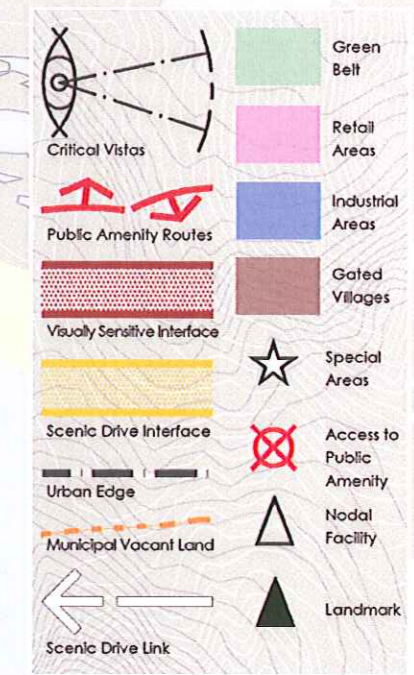 Critical Vistas
Public Amenity Routes
Visually Sensitive Interface
Scenic Drive Interface
Urban Edge
Municipal Vacant Land
Scenic Drive Link
Green
Belt
Retail
Areas
Industrial
Areas
Gated
Villages
Special
Areas
Access to
Public
Amenity
Nodal
Facility
Landmark